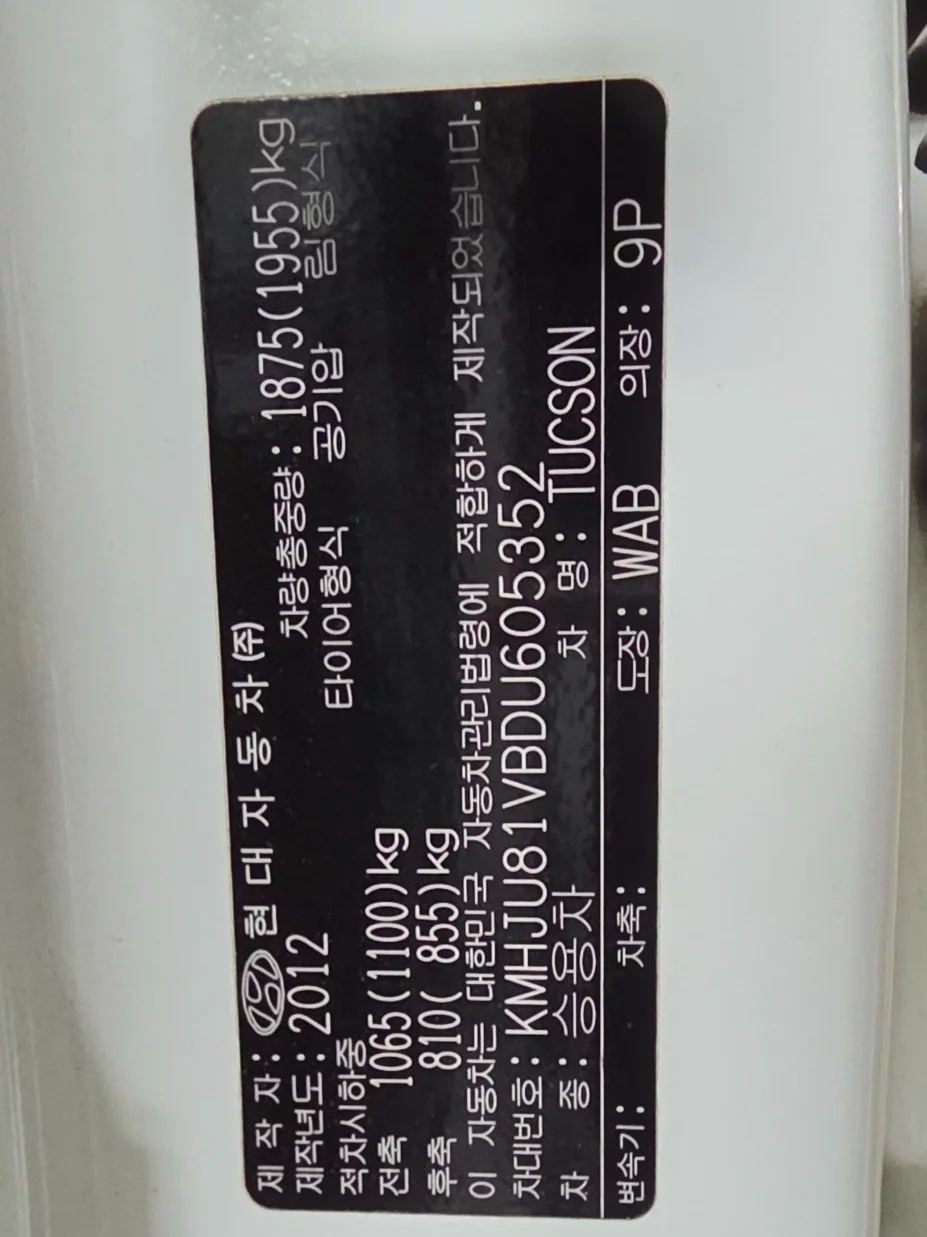 제 작 자 : 현 대 자 동 차 (주)
제작년도 : 2012 차량총중량 : 1875(1955)kg
적차시하중 타이어형식 공기압 림형식
전축 1065(1100)kg
후축 810( 855)kg
이 자동차는 대한민국 자동차관리법령에 적합하게 제작되었습니다.
차대번호 : KMHJU81VBDU605352
차 종 : 승용차 차 명 : TUCSON
변속기 : 차축 : 도장 : WAB 의장 : 9P